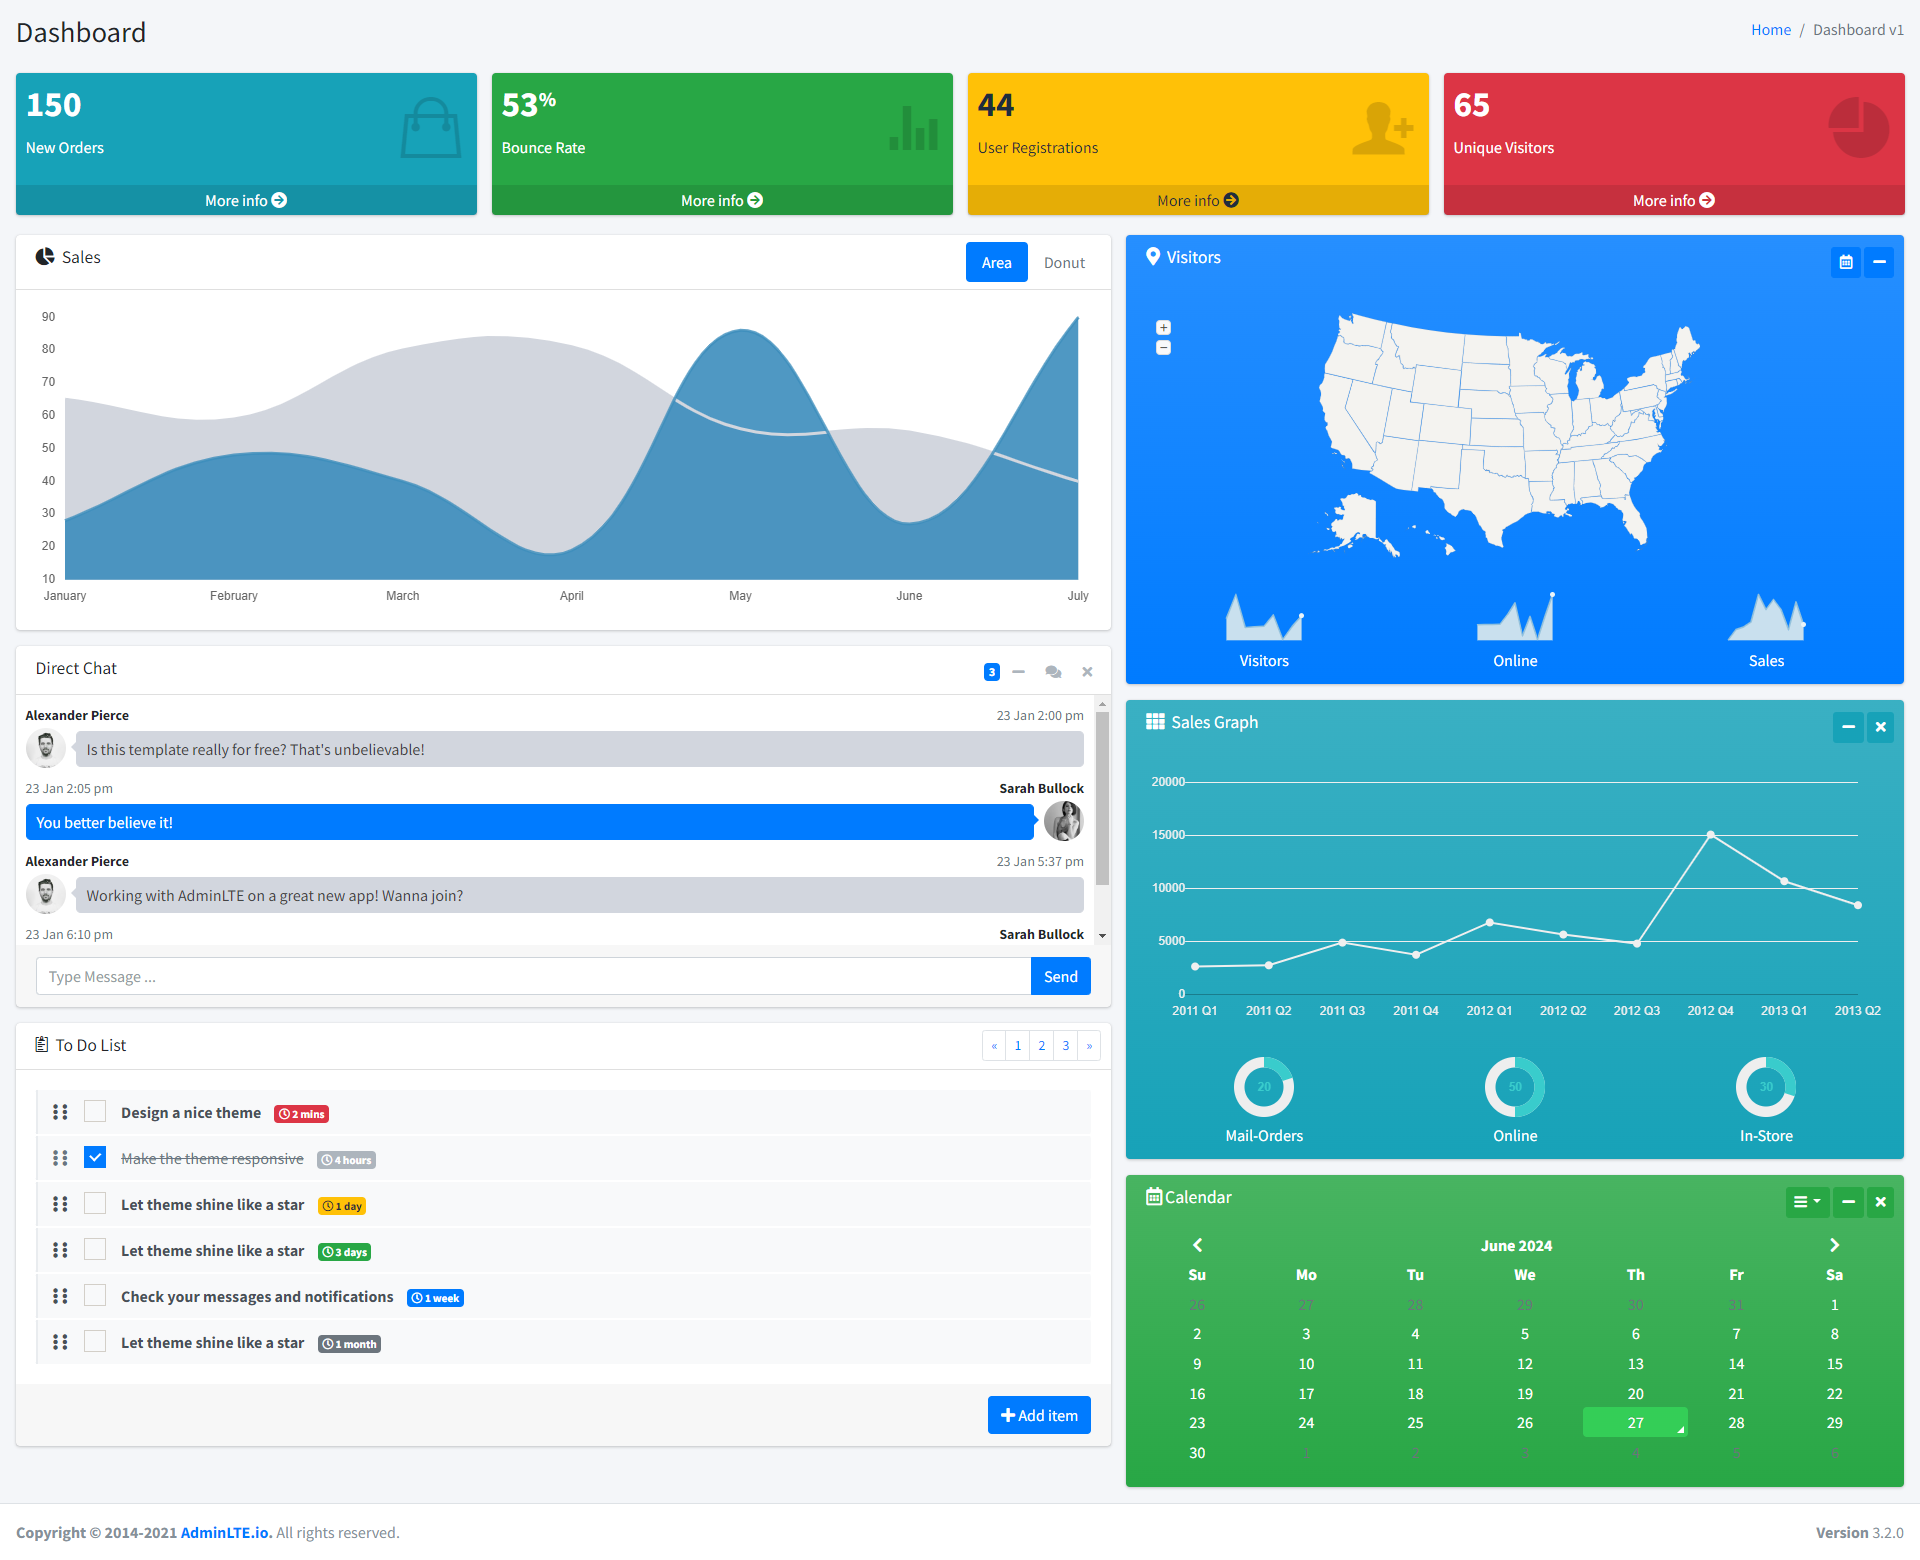 Dashboard
Home / Dashboard v1
150
New Orders
More info
53%
Bounce Rate
More info
44
User Registrations
More info
65
Unique Visitors
More info
Sales
Area Donut
90
80
70
60
50
40
30
20
10
January February March April May June July
Direct Chat
3
Alexander Pierce 23 Jan 2:00 pm
Is this template really for free? That's unbelievable!
23 Jan 2:05 pm Sarah Bullock
You better believe it!
Alexander Pierce 23 Jan 5:37 pm
Working with AdminLTE on a great new app! Wanna join?
23 Jan 6:10 pm Sarah Bullock
Type Message ... Send
To Do List
« 1 2 3 »
Design a nice theme 2 mins
Make the theme responsive 4 hours
Let theme shine like a star 1 day
Let theme shine like a star 3 days
Check your messages and notifications 1 week
Let theme shine like a star 1 month
Add item
Visitors
+
−
Visitors Online Sales
Sales Graph
20000
15000
10000
5000
0
2011 Q1 2011 Q2 2011 Q3 2011 Q4 2012 Q1 2012 Q2 2012 Q3 2012 Q4 2013 Q1 2013 Q2
20 50 30
Mail-Orders Online In-Store
Calendar
June 2024
Su Mo Tu We Th Fr Sa
26 27 28 29 30 31 1
2 3 4 5 6 7 8
9 10 11 12 13 14 15
16 17 18 19 20 21 22
23 24 25 26 27 28 29
30 1 2 3 4 5 6
Copyright © 2014-2021 AdminLTE.io. All rights reserved.
Version 3.2.0